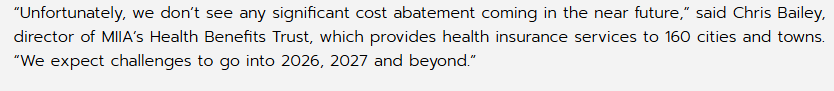 “Unfortunately, we don’t see any significant cost abatement coming in the near future,” said Chris Bailey,
director of MIIA’s Health Benefits Trust, which provides health insurance services to 160 cities and towns.
“We expect challenges to go into 2026, 2027 and beyond.”